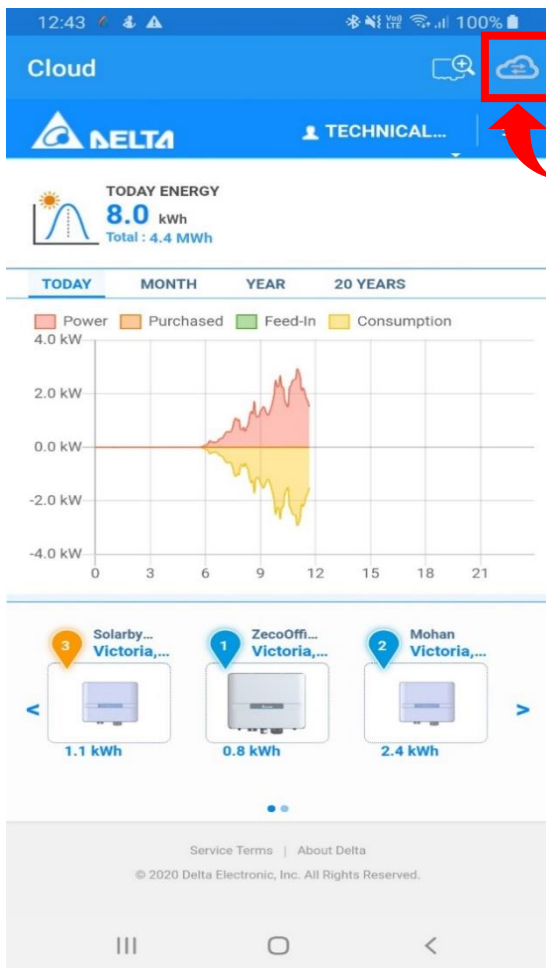 12:43 100%
Cloud
DELTA TECHNICAL...
TODAY ENERGY
8.0 kWh
Total : 4.4 MWh
TODAY MONTH YEAR 20 YEARS
Power Purchased Feed-In Consumption
4.0 kW
2.0 kW
0.0 kW
-2.0 kW
-4.0 kW
0 3 6 9 12 15 18 21
3 Solarby... 1 ZecoOffi... 2 Mohan
Victoria,... Victoria,... Victoria,...
< >
1.1 kWh 0.8 kWh 2.4 kWh
Service Terms | About Delta
© 2020 Delta Electronic, Inc. All Rights Reserved.